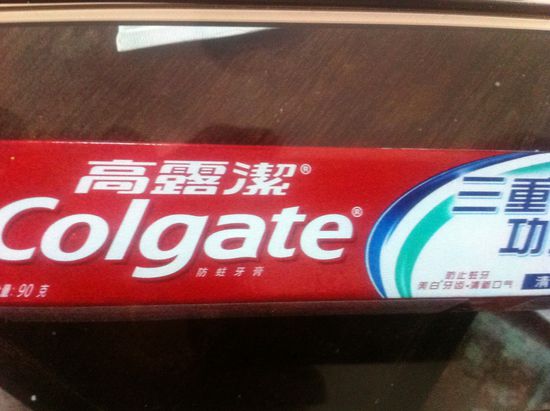 高露潔®
Colgate®
防蛀牙膏
量:90克
三重
功
防止蛀牙
美白牙齿·清新口气
清